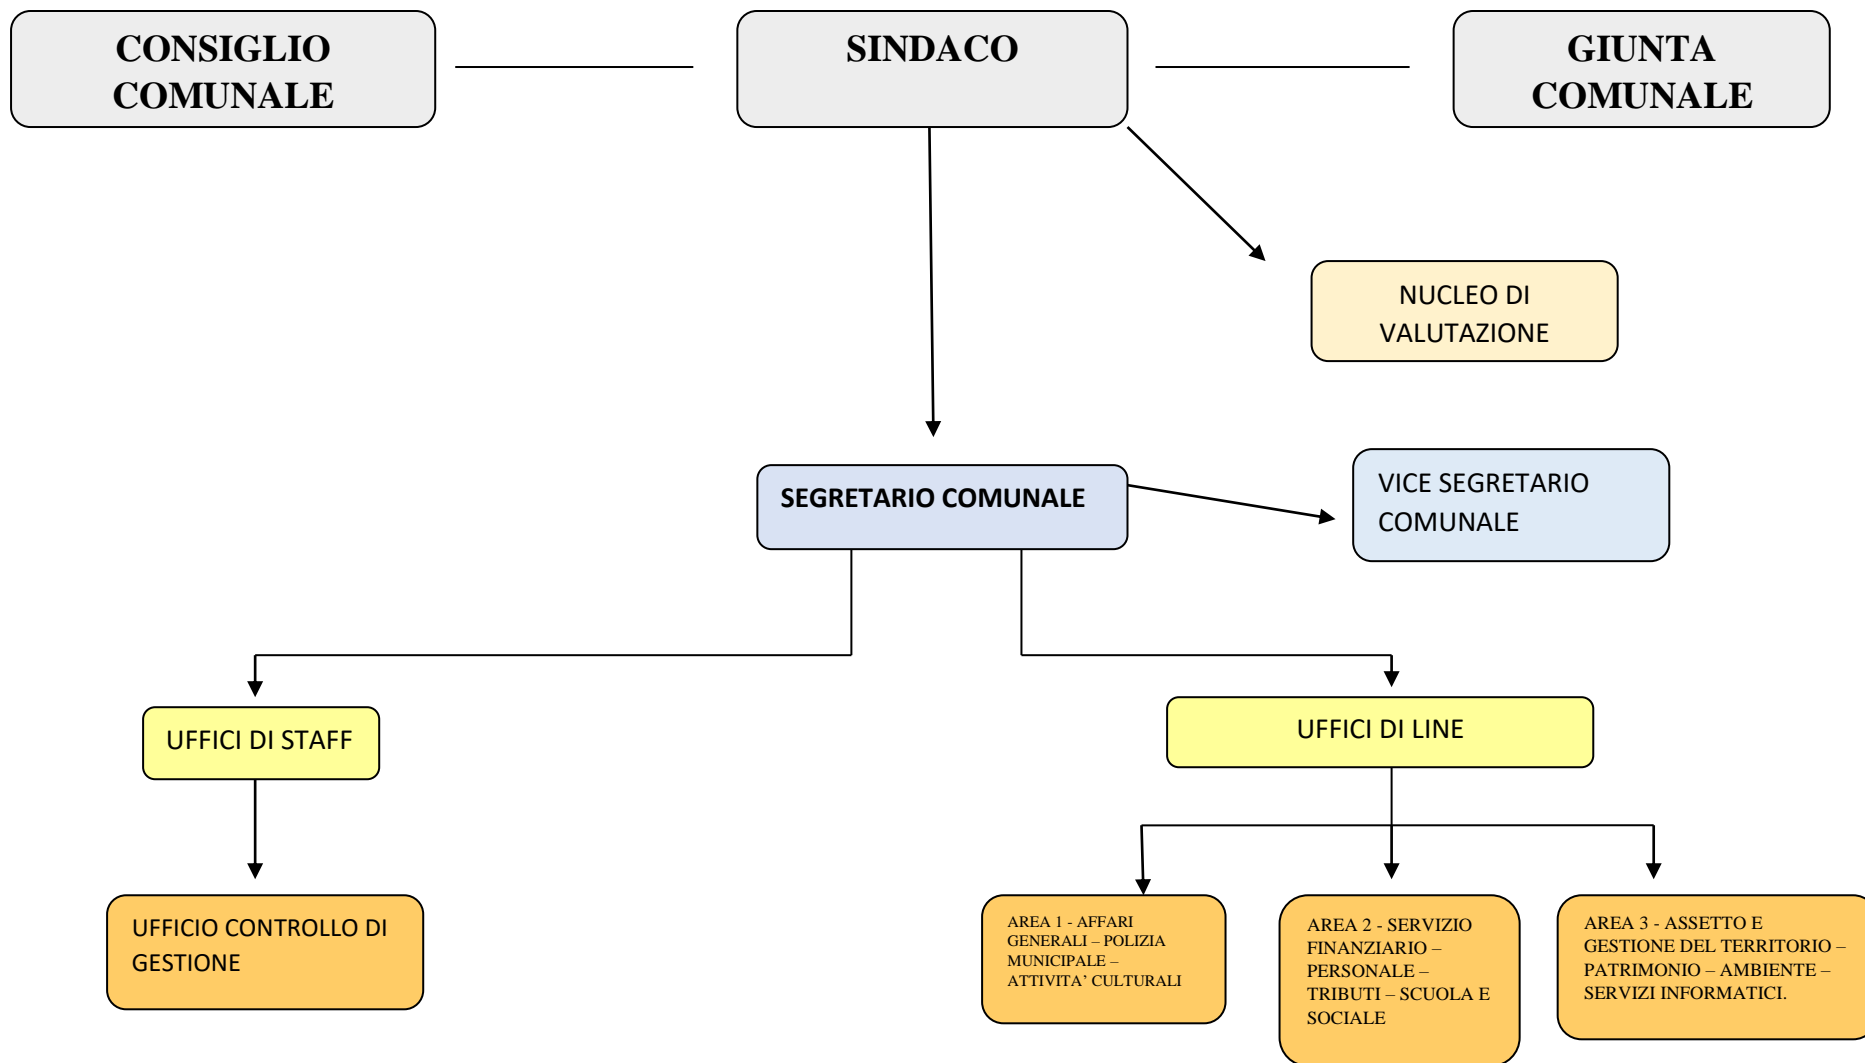 CONSIGLIO
COMUNALE
SINDACO
GIUNTA
COMUNALE
NUCLEO DI
VALUTAZIONE
SEGRETARIO COMUNALE
VICE SEGRETARIO
COMUNALE
UFFICI DI STAFF
UFFICI DI LINE
UFFICIO CONTROLLO DI
GESTIONE
AREA 1 - AFFARI
GENERALI – POLIZIA
MUNICIPALE –
ATTIVITA’ CULTURALI
AREA 2 - SERVIZIO
FINANZIARIO –
PERSONALE –
TRIBUTI – SCUOLA E
SOCIALE
AREA 3 - ASSETTO E
GESTIONE DEL TERRITORIO –
PATRIMONIO – AMBIENTE –
SERVIZI INFORMATICI.